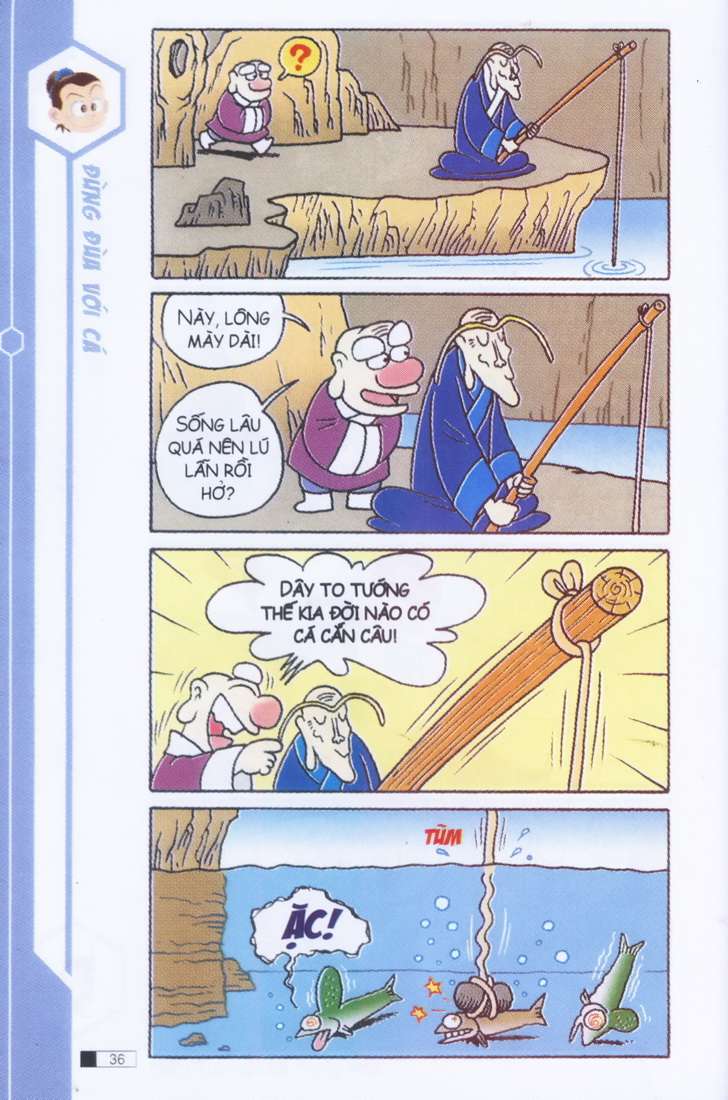 ĐỪNG ĐÙA VỚI CÁ
?
NÀY, LÔNG
MÀY DÀI!
SỐNG LÂU
QUÁ NÊN LÚ
LẪN RỒI
HỞ?
DÂY TO TƯỚNG
THẾ KIA ĐỜI NÀO CÓ
CÁ CẮN CÂU!
TÙM
ẶC!
36